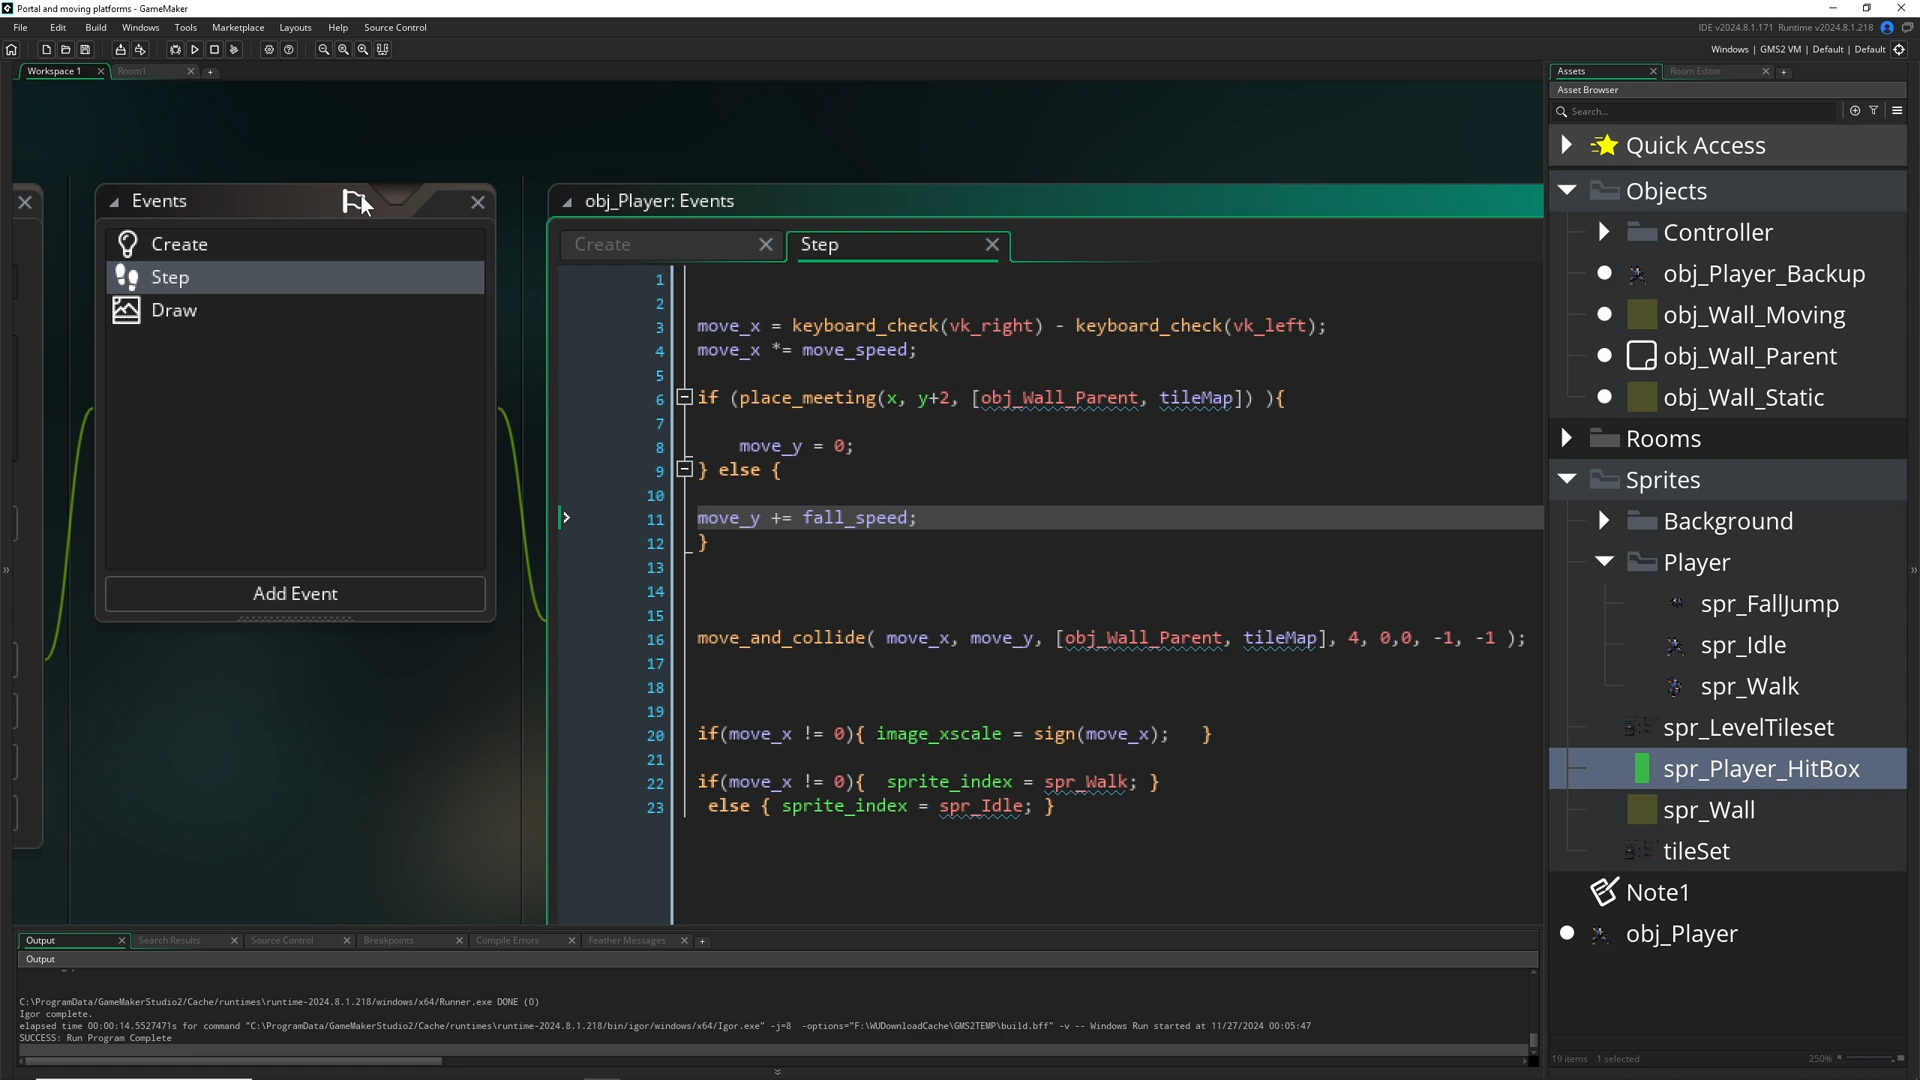 Portal and moving platforms - GameMaker
File Edit Build Windows Tools Marketplace Layouts Help Source Control
IDE v2024.8.1.171 Runtime v2024.8.1.218
Windows | GMS2 VM | Default | Default
Workspace 1
Room1
Events
Create
Step
Draw
Add Event
obj_Player: Events
Create
Step
1
2
3 move_x = keyboard_check(vk_right) - keyboard_check(vk_left);
4 move_x *= move_speed;
5
6 if (place_meeting(x, y+2, [obj_Wall_Parent, tileMap]) ){
7
8 move_y = 0;
9 } else {
10
11 move_y += fall_speed;
12 }
13
14
15
16 move_and_collide( move_x, move_y, [obj_Wall_Parent, tileMap], 4, 0,0, -1, -1 );
17
18
19
20 if(move_x != 0){ image_xscale = sign(move_x); }
21
22 if(move_x != 0){ sprite_index = spr_Walk; }
23 else { sprite_index = spr_Idle; }
Output Search Results Source Control Breakpoints Compile Errors Feather Messages
Output
C:\ProgramData/GameMakerStudio2/Cache/runtimes\runtime-2024.8.1.218/windows/x64/Runner.exe DONE (0)
Igor complete.
elapsed time 00:00:14.5527471s for command "C:\ProgramData/GameMakerStudio2/Cache/runtimes\runtime-2024.8.1.218/bin/igor/windows/x64/Igor.exe" -j=8 -options="F:\WUDownloadCache\GMS2TEMP\build.bff" -v -- Windows Run started at 11/27/2024 00:05:47
SUCCESS: Run Program Complete
Assets
Room Editor
Asset Browser
Search...
Quick Access
Objects
Controller
obj_Player_Backup
obj_Wall_Moving
obj_Wall_Parent
obj_Wall_Static
Rooms
Sprites
Background
Player
spr_FallJump
spr_Idle
spr_Walk
spr_LevelTileset
spr_Player_HitBox
spr_Wall
tileSet
Note1
obj_Player
19 items 1 selected
250%